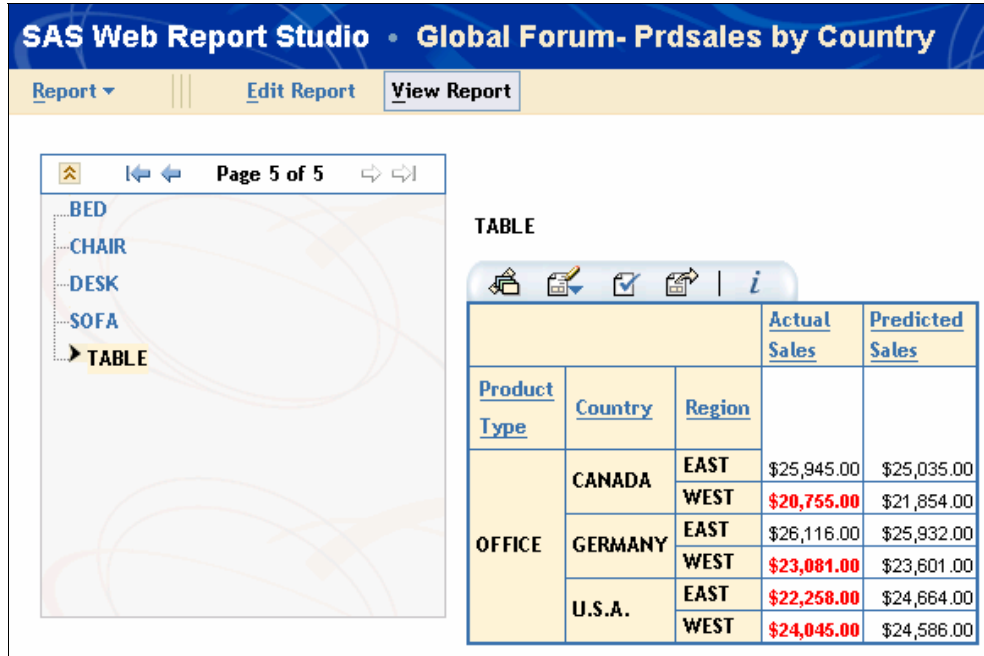 SAS Web Report Studio • Global Forum- Prdsales by Country
Report Edit Report View Report
Page 5 of 5
BED
CHAIR
DESK
SOFA
TABLE
TABLE
i
Actual Sales Predicted Sales
Product Type Country Region
OFFICE CANADA EAST $25,945.00 $25,035.00
WEST $20,755.00 $21,854.00
GERMANY EAST $26,116.00 $25,932.00
WEST $23,081.00 $23,601.00
U.S.A. EAST $22,258.00 $24,664.00
WEST $24,045.00 $24,586.00